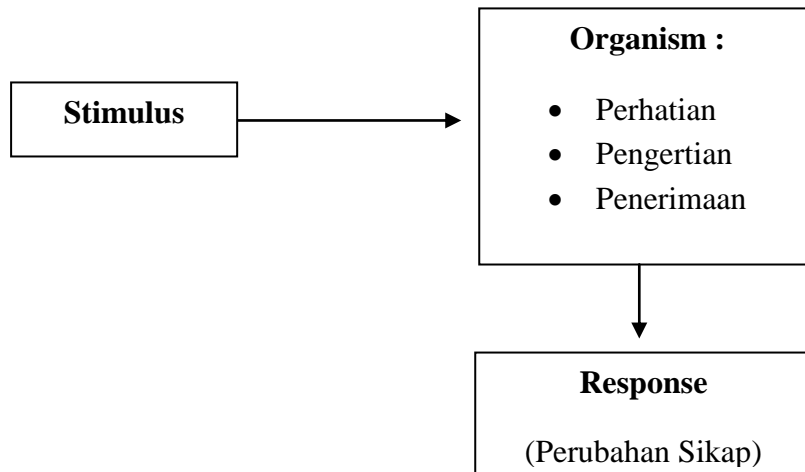 Stimulus
Organism :
• Perhatian
• Pengertian
• Penerimaan
Response
(Perubahan Sikap)